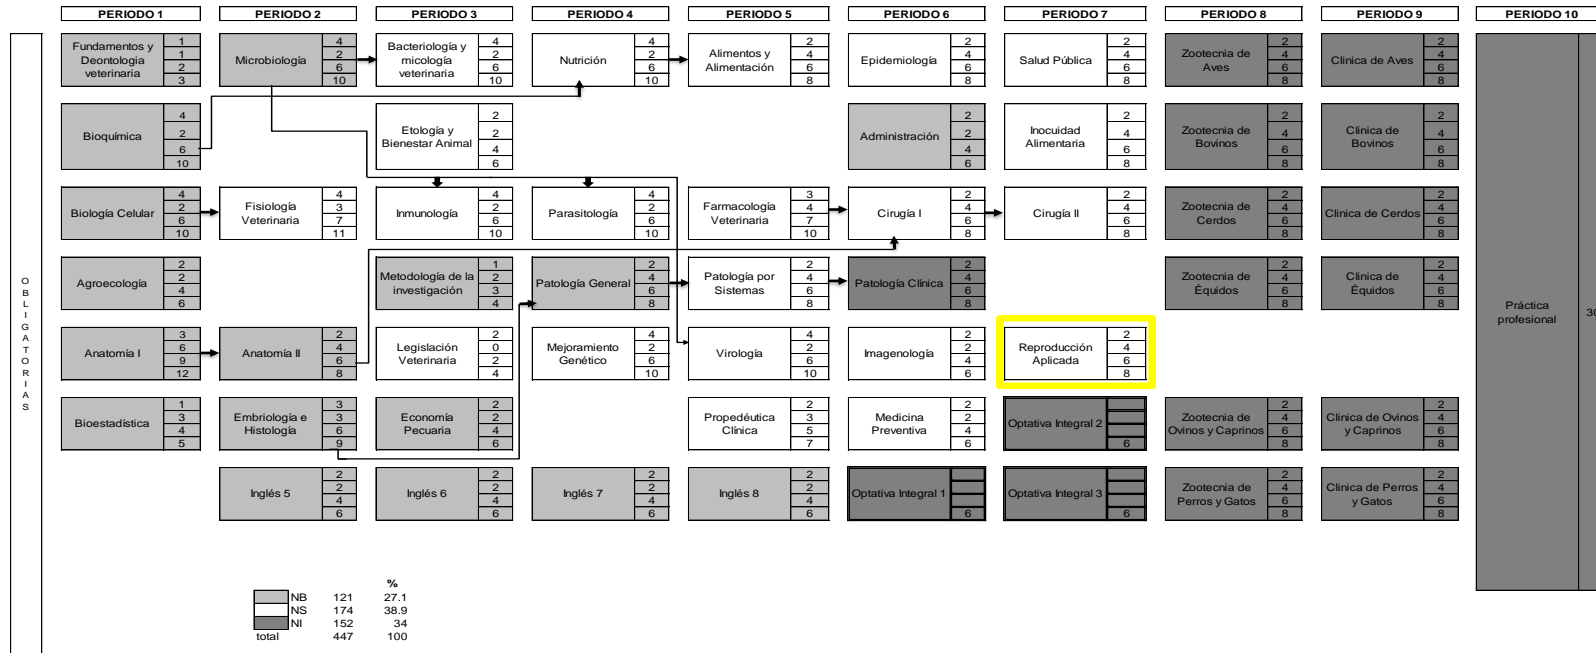 PERIODO 1
PERIODO 2
PERIODO 3
PERIODO 4
PERIODO 5
PERIODO 6
PERIODO 7
PERIODO 8
PERIODO 9
PERIODO 10
OBLIGATORIAS
Fundamentos y
Deontologia
veterinaria
1
1
2
3
Microbiología
4
2
6
10
Bacteriología y
micología
veterinaria
4
2
6
10
Nutrición
4
2
6
10
Alimentos y
Alimentación
2
4
6
8
Epidemiología
2
4
6
8
Salud Pública
2
4
6
8
Zootecnia de
Aves
2
4
6
8
Clinica de Aves
2
4
6
8
Bioquímica
4
2
6
10
Etología y
Bienestar Animal
2
2
4
6
Administración
2
2
4
6
Inocuidad
Alimentaria
2
4
6
8
Zootecnia de
Bovinos
2
4
6
8
Clinica de
Bovinos
2
4
6
8
Biología Celular
4
2
6
10
Fisiología
Veterinaria
4
3
7
11
Inmunología
4
2
6
10
Parasitología
4
2
6
10
Farmacología
Veterinaria
3
4
7
10
Cirugía I
2
4
6
8
Cirugía II
2
4
6
8
Zootecnia de
Cerdos
2
4
6
8
Clinica de Cerdos
2
4
6
8
Agroecología
2
2
4
6
Metodología de la
investigación
1
2
3
4
Patología General
2
4
6
8
Patología por
Sistemas
2
4
6
8
Patología Clínica
2
4
6
8
Zootecnia de
Équidos
2
4
6
8
Clinica de
Équidos
2
4
6
8
Práctica
profesional
30
Anatomía I
3
6
9
12
Anatomía II
2
4
6
8
Legislación
Veterinaria
2
0
2
4
Mejoramiento
Genético
4
2
6
10
Virología
4
2
6
10
Imagenología
2
2
4
6
Reproducción
Aplicada
2
4
6
8
Bioestadística
1
3
4
5
Embriología e
Histología
3
3
6
9
Economía
Pecuaria
2
2
4
6
Propedéutica
Clínica
2
3
5
7
Medicina
Preventiva
2
2
4
6
Optativa Integral 2
6
Zootecnia de
Ovinos y Caprinos
2
4
6
8
Clinica de Ovinos
y Caprinos
2
4
6
8
Inglés 5
2
2
4
6
Inglés 6
2
2
4
6
Inglés 7
2
2
4
6
Inglés 8
2
2
4
6
Optativa Integral 1
6
Optativa Integral 3
6
Zootecnia de
Perros y Gatos
2
4
6
8
Clinica de Perros
y Gatos
2
4
6
8
%
NB 121 27.1
NS 174 38.9
NI 152 34
total 447 100